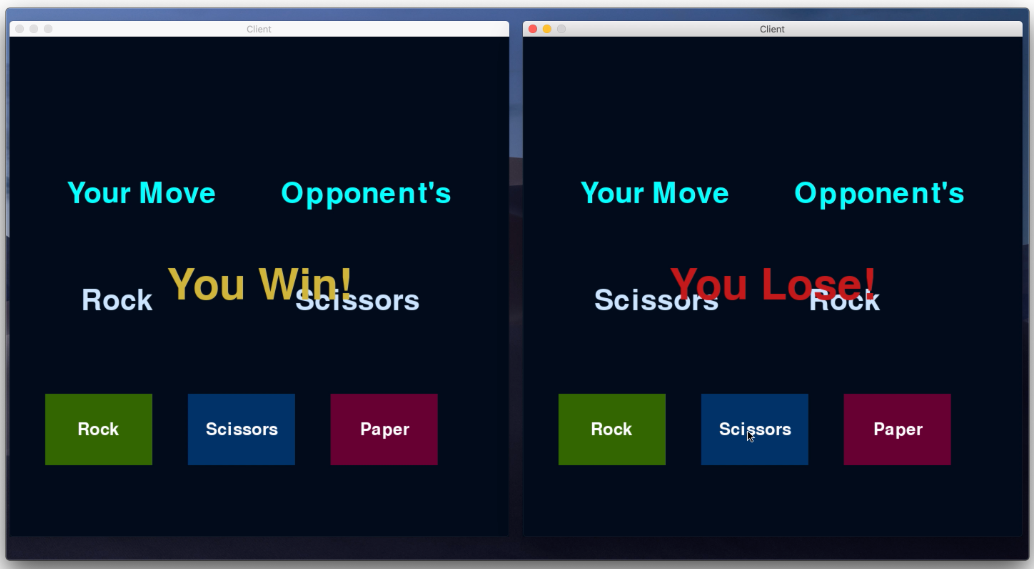 Client
Your Move Opponent's
You Win!
Rock Scissors
Rock Scissors Paper
Client
Your Move Opponent's
You Lose!
Scissors Rock
Rock Scissors Paper